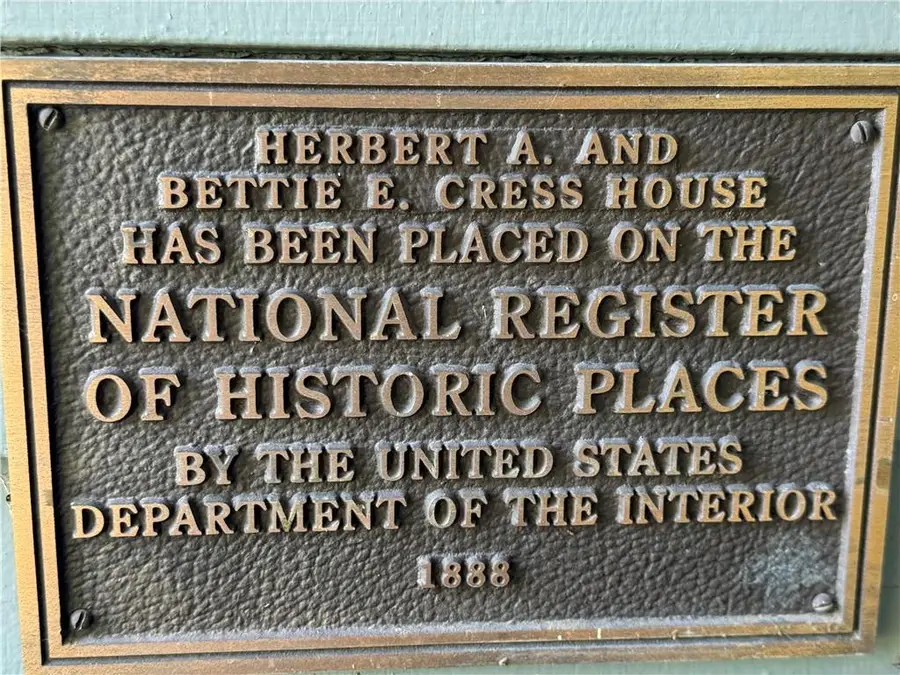 HERBERT A. AND
BETTIE E. CRESS HOUSE
HAS BEEN PLACED ON THE
NATIONAL REGISTER
OF HISTORIC PLACES
BY THE UNITED STATES
DEPARTMENT OF THE INTERIOR
1888